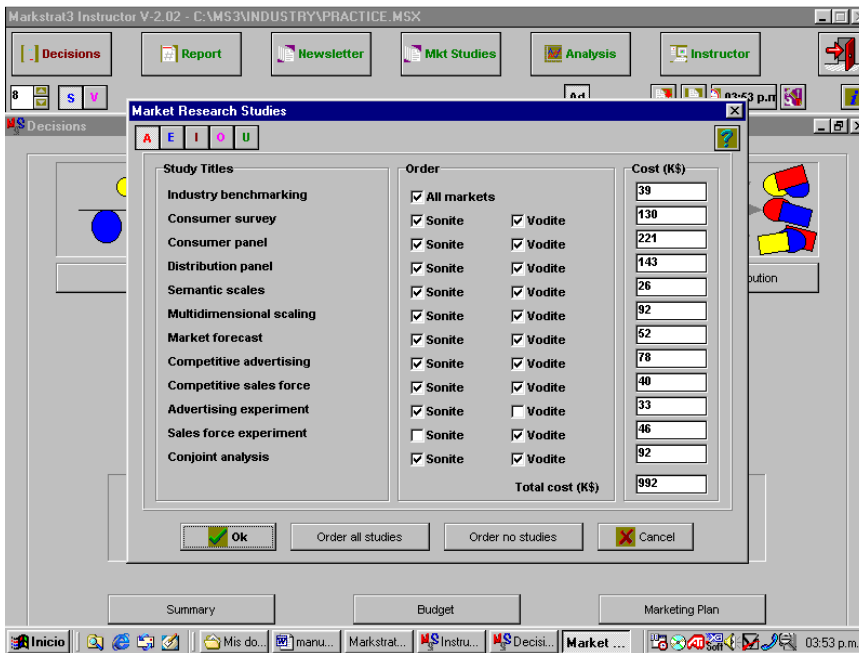 Markstrat3 Instructor V-2.02 - C:\MS3\INDUSTRY\PRACTICE.MSX
Decisions Report Newsletter Mkt Studies Analysis Instructor
8 S V Ad 03:53 p.m
Decisions
Market Research Studies
A E I O U ?
Study Titles Order Cost (K$)
Industry benchmarking All markets 39
Consumer survey Sonite Vodite 130
Consumer panel Sonite Vodite 221
Distribution panel Sonite Vodite 143
Semantic scales Sonite Vodite 26
Multidimensional scaling Sonite Vodite 92
Market forecast Sonite Vodite 52
Competitive advertising Sonite Vodite 78
Competitive sales force Sonite Vodite 40
Advertising experiment Sonite Vodite 33
Sales force experiment Sonite Vodite 46
Conjoint analysis Sonite Vodite 92
Total cost (K$) 992
Ok Order all studies Order no studies Cancel
bution
Summary Budget Marketing Plan
Inicio Mis do... manu... Markstrat... Instru... Decisi... Market ... 03:53 p.m.